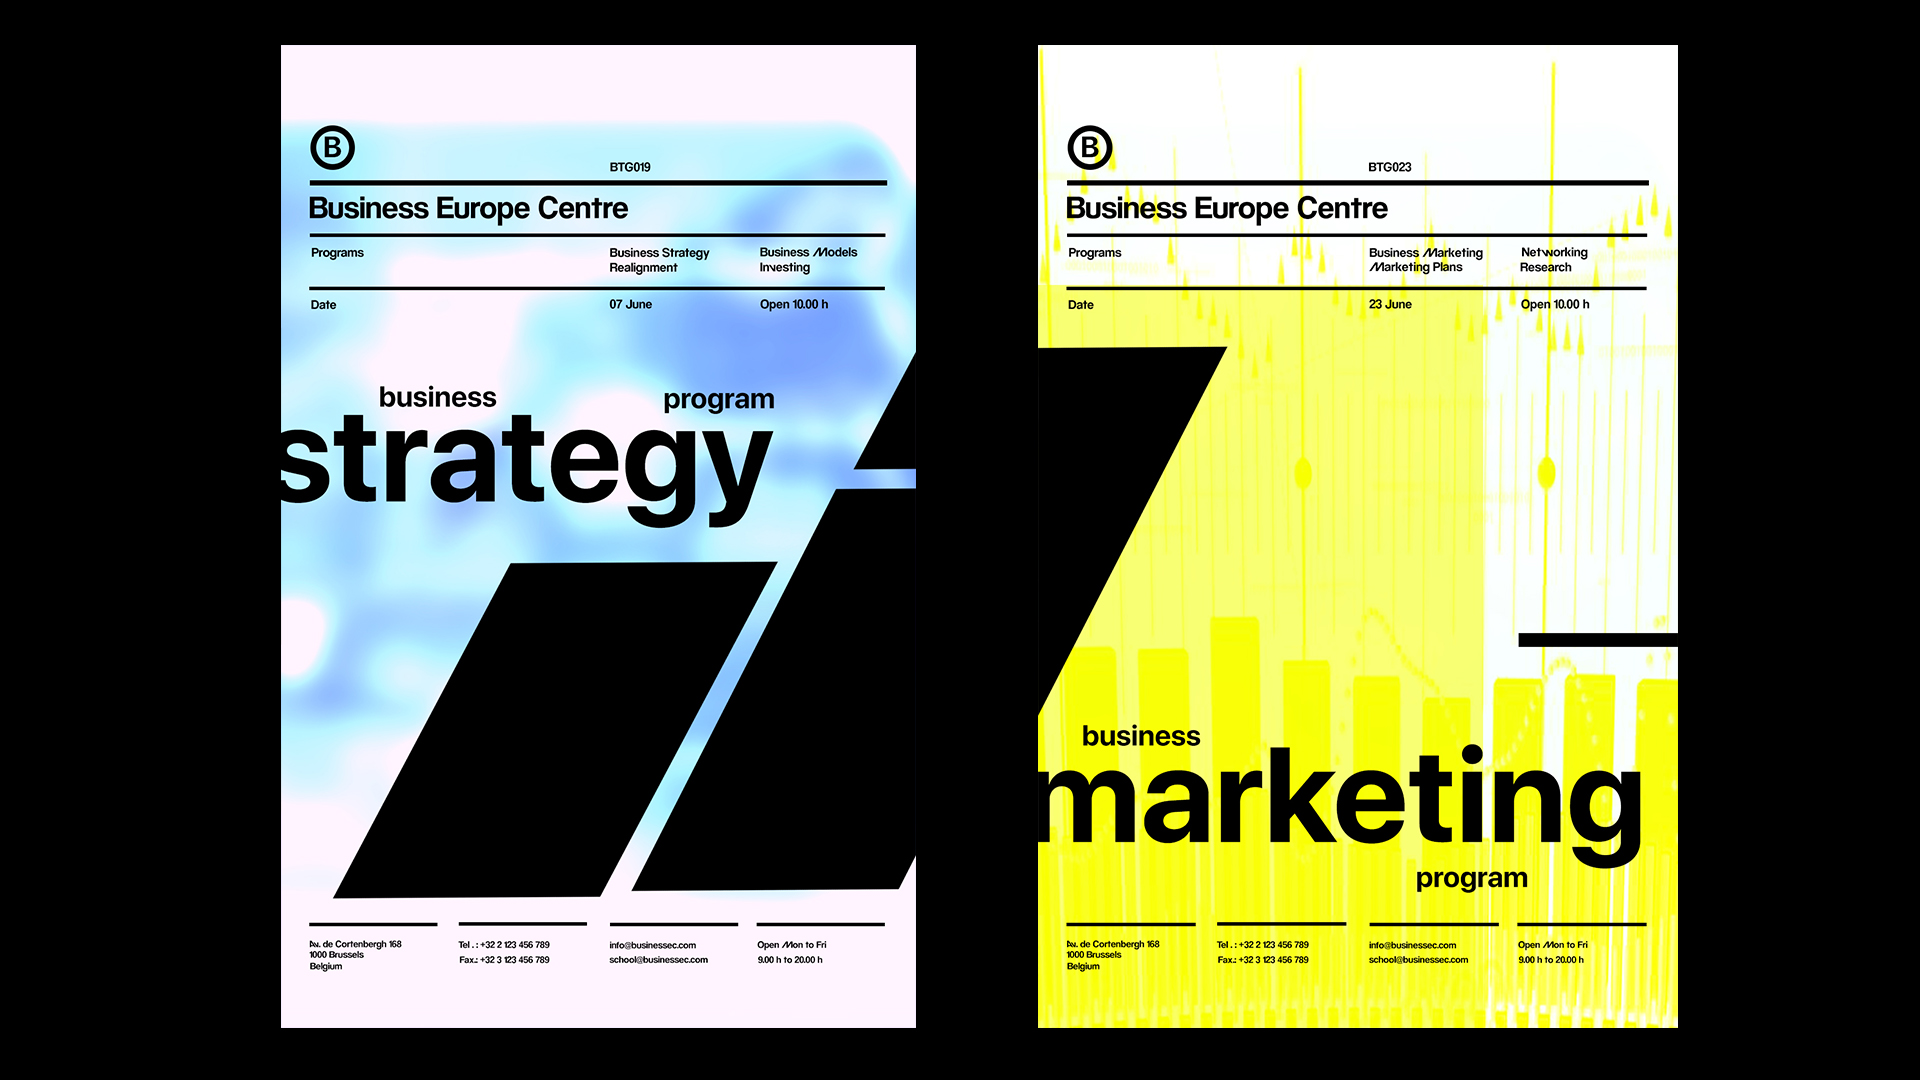 B
BTG019
Business Europe Centre
Programs
Business Strategy
Realignment
Business Models
Investing
Date
07 June
Open 10.00 h
business
program
strategy
Av. de Cortenbergh 168
1000 Brussels
Belgium
Tel . : +32 2 123 456 789
Fax.: +32 3 123 456 789
info@businessec.com
school@businessec.com
Open Mon to Fri
9.00 h to 20.00 h
B
BTG023
Business Europe Centre
Programs
Business Marketing
Marketing Plans
Networking
Research
Date
23 June
Open 10.00 h
business
marketing
program
Av. de Cortenbergh 168
1000 Brussels
Belgium
Tel . : +32 2 123 456 789
Fax.: +32 3 123 456 789
info@businessec.com
school@businessec.com
Open Mon to Fri
9.00 h to 20.00 h